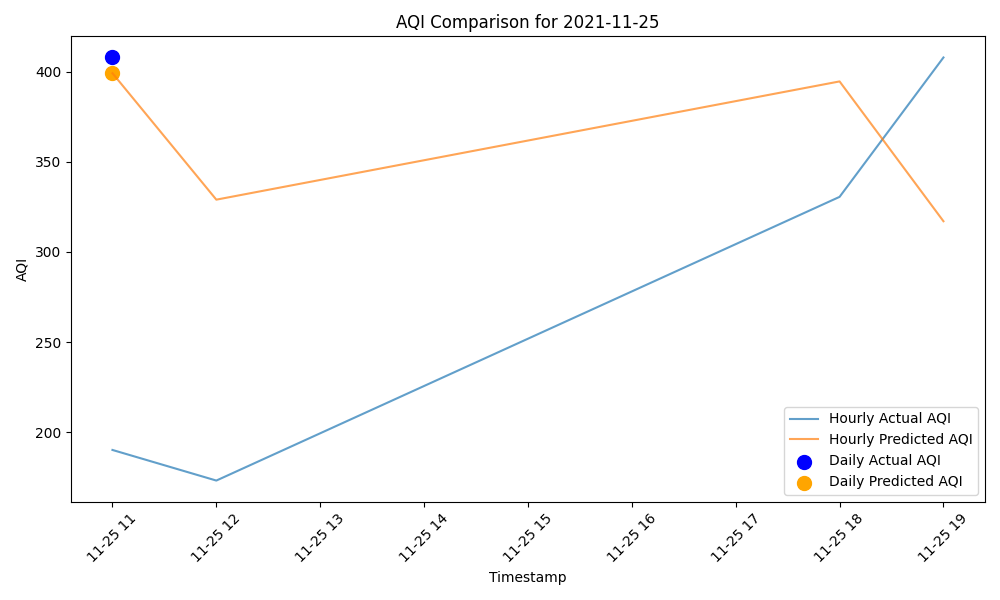 AQI Comparison for 2021-11-25
AQI
400
350
300
250
200
Hourly Actual AQI
Hourly Predicted AQI
Daily Actual AQI
Daily Predicted AQI
11-25 11
11-25 12
11-25 13
11-25 14
11-25 15
11-25 16
11-25 17
11-25 18
11-25 19
Timestamp